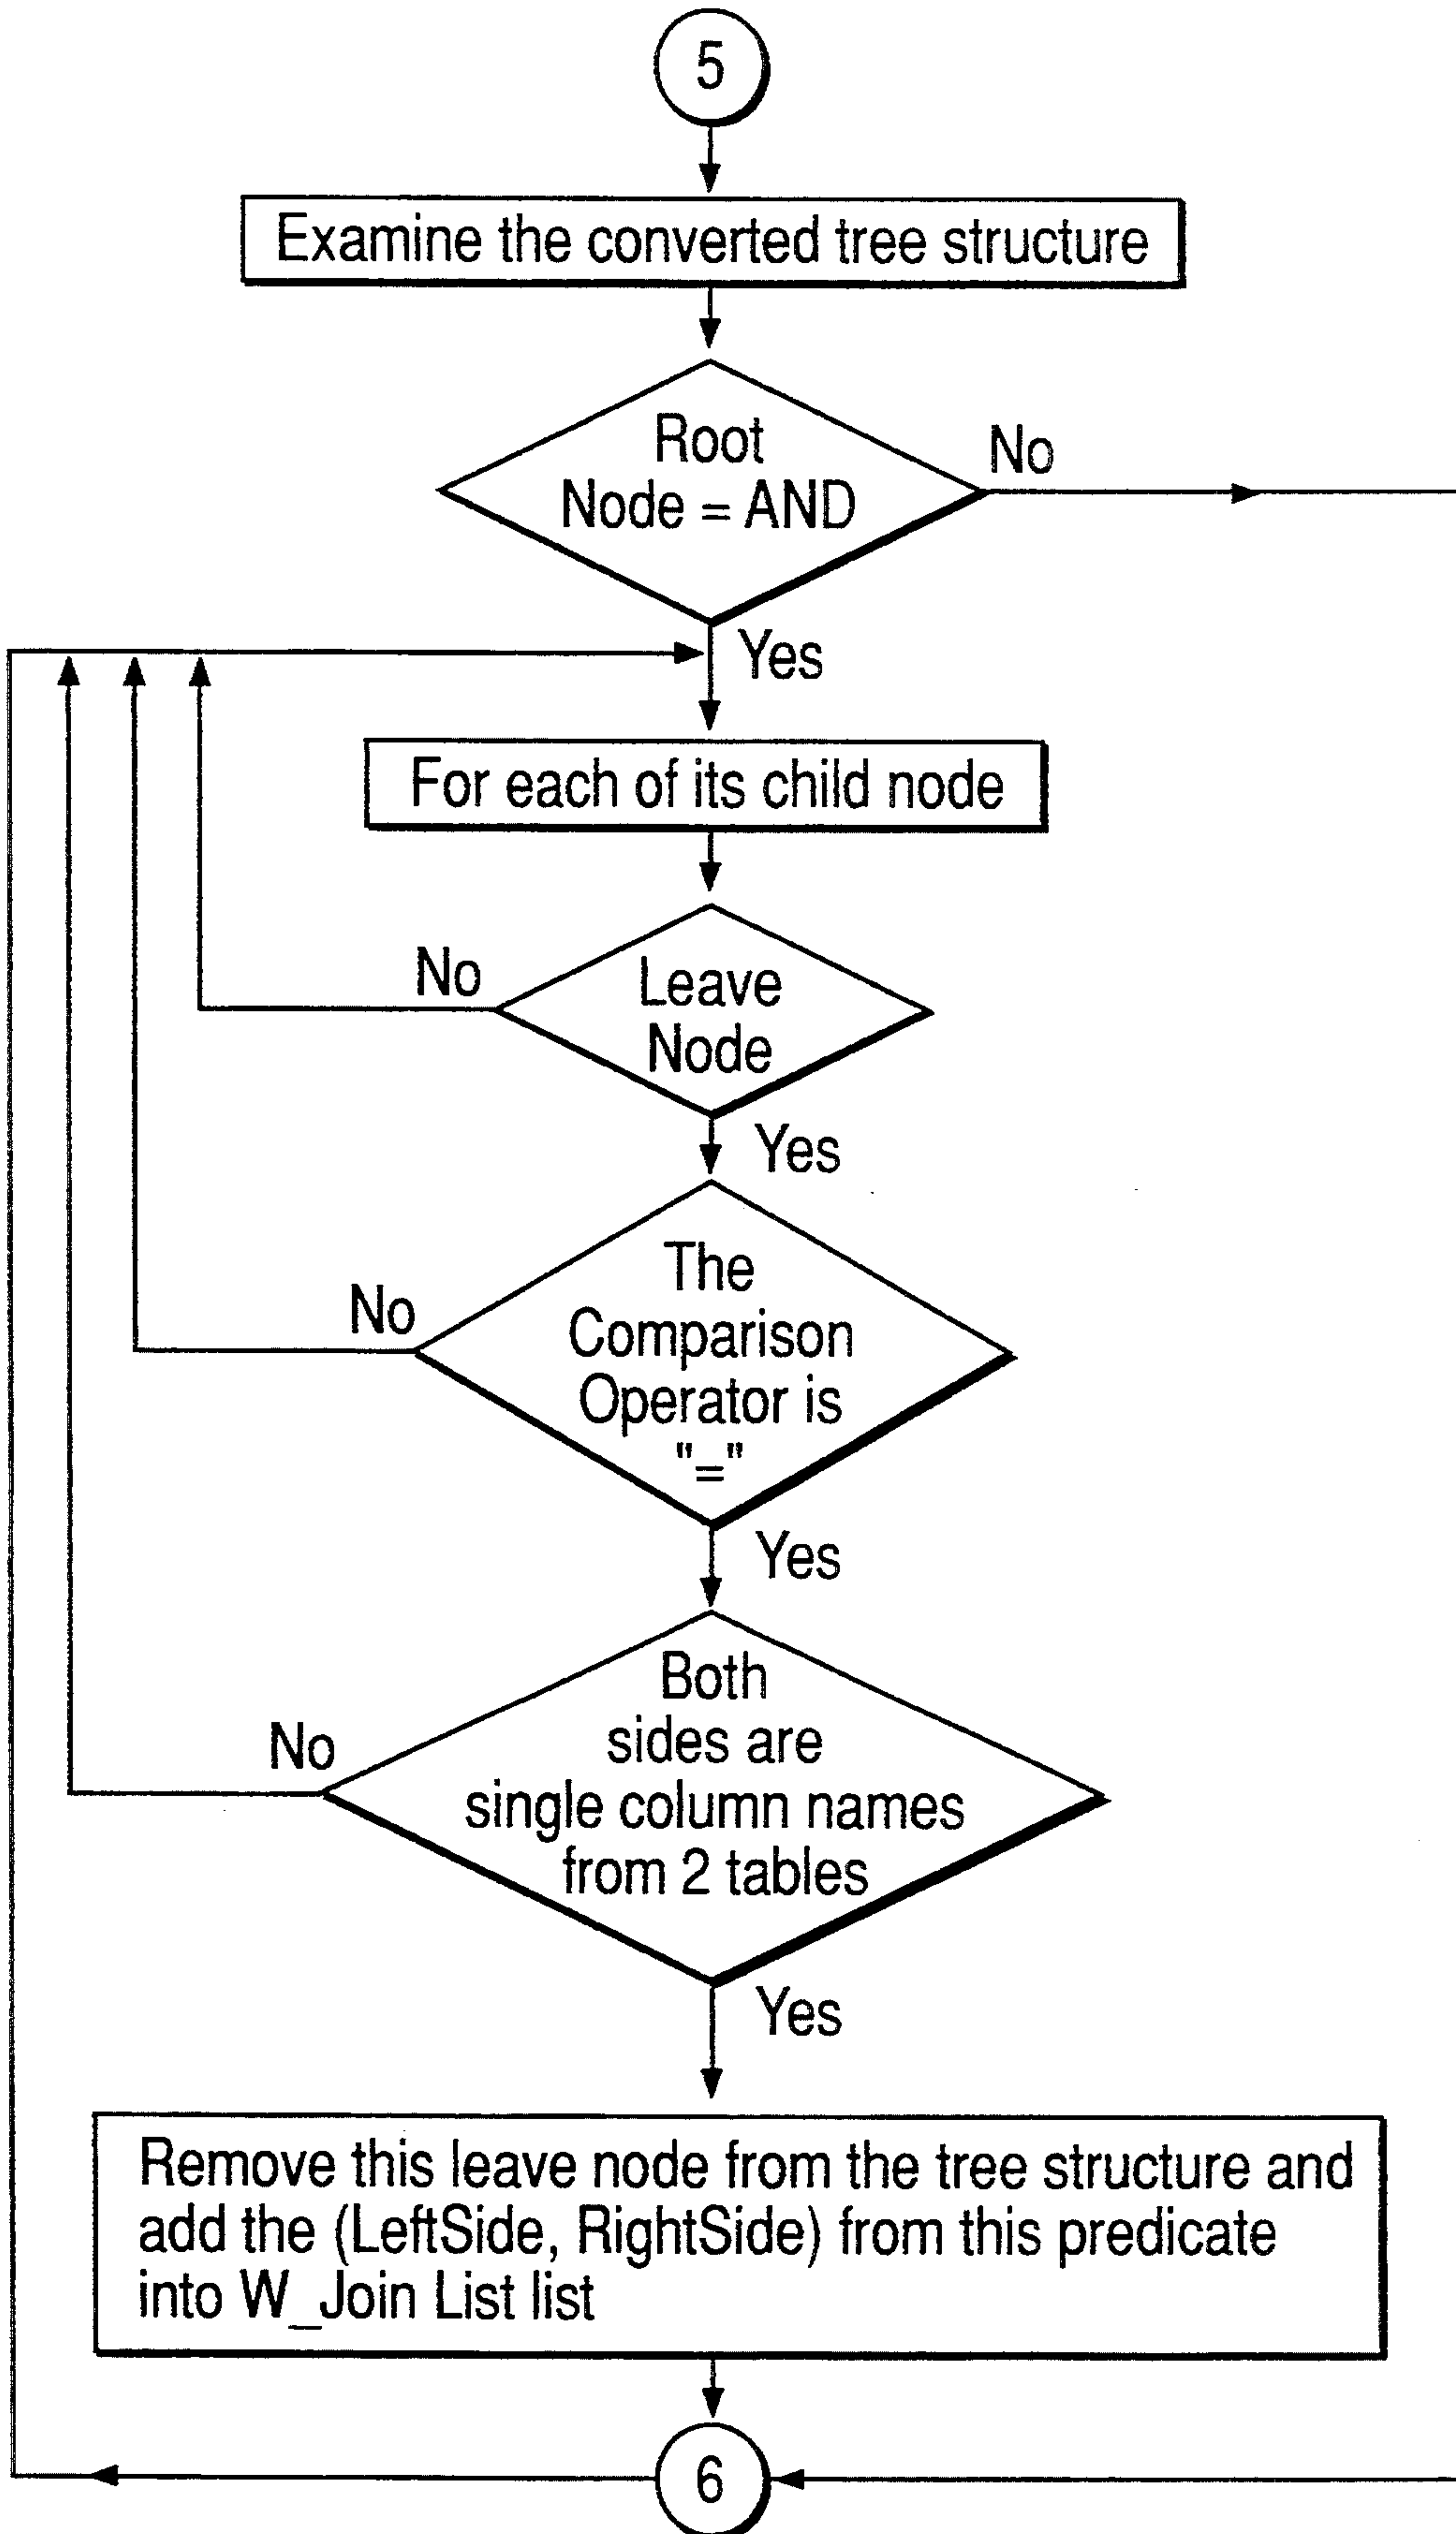 5
Examine the converted tree structure
Root
Node = AND
No
Yes
For each of its child node
No
Leave
Node
Yes
No
The
Comparison
Operator is
"="
Yes
No
Both
sides are
single column names
from 2 tables
Yes
Remove this leave node from the tree structure and
add the (LeftSide, RightSide) from this predicate
into W_Join List list
6